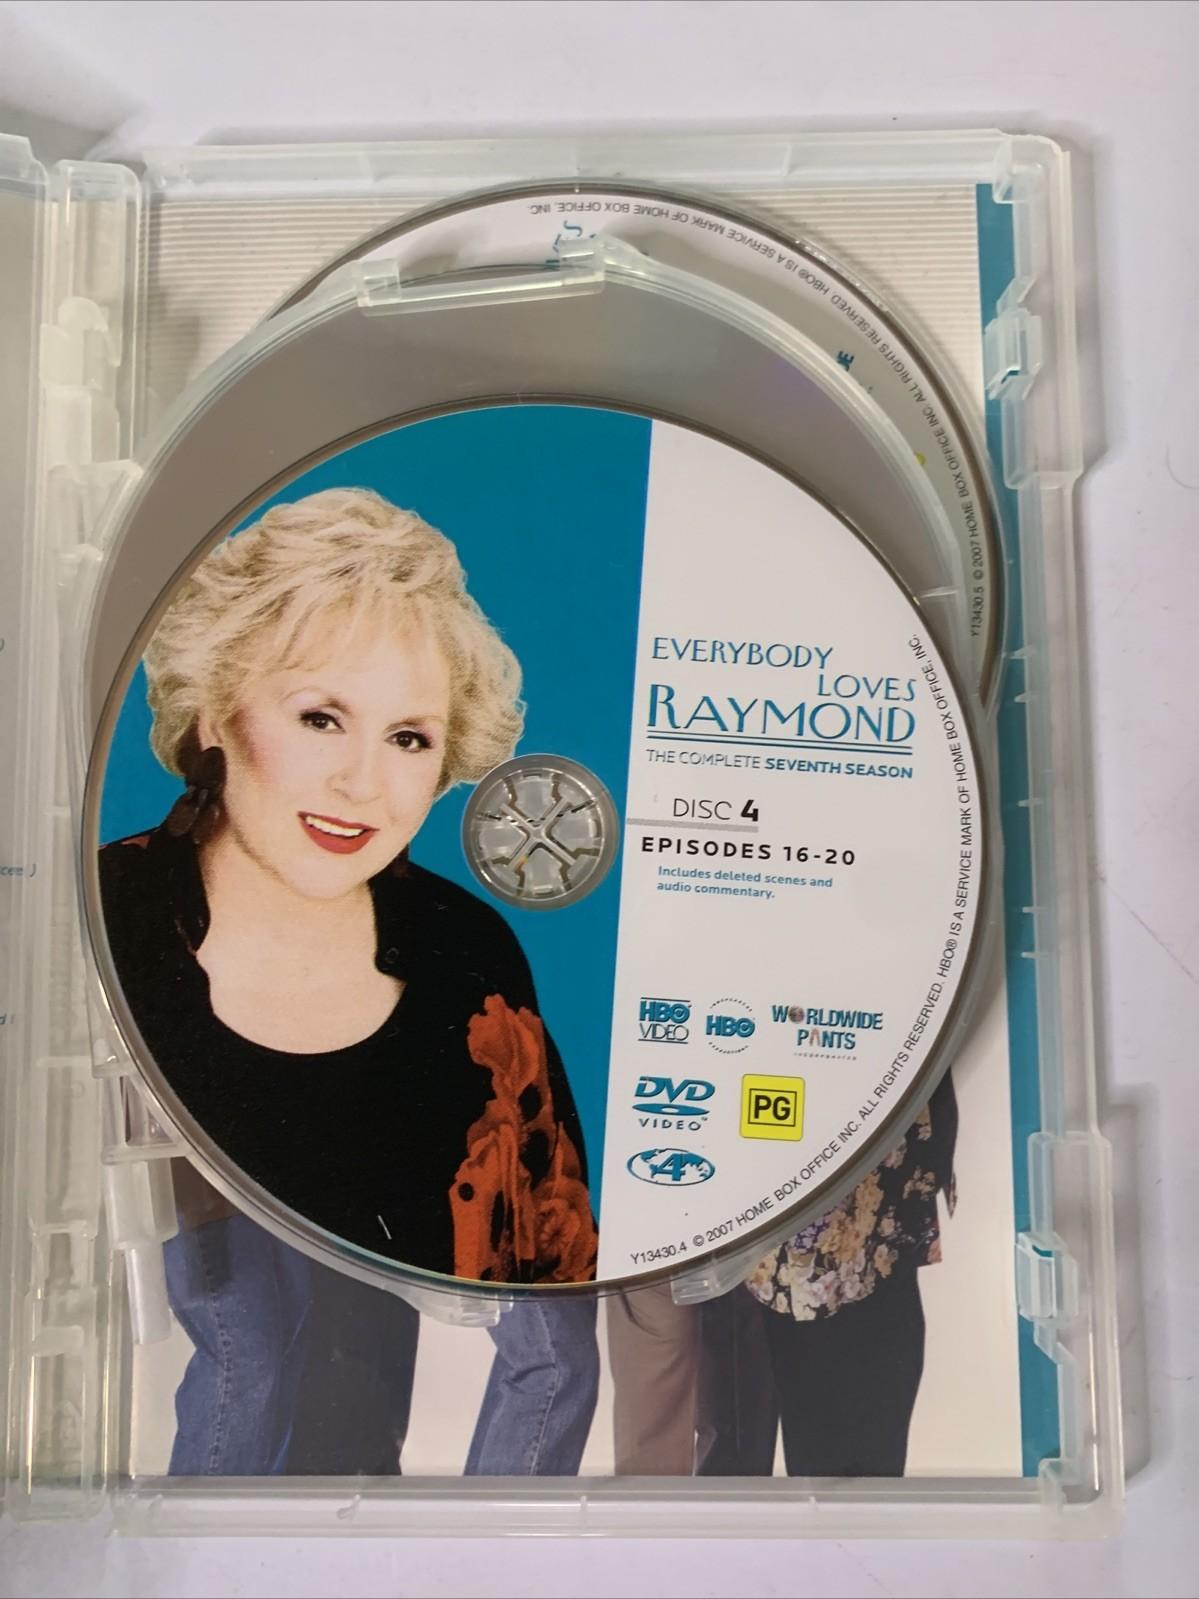 EVERYBODY
LOVES
RAYMOND
THE COMPLETE SEVENTH SEASON
DISC 4
EPISODES 16-20
Includes deleted scenes and
audio commentary.
HBO
VIDEO
HBO
WORLDWIDE
PANTS
INCORPORATED
DVD
VIDEO™
PG
4
Y13430.4 © 2007 HOME BOX OFFICE INC. ALL RIGHTS RESERVED. HBO® IS A SERVICE MARK OF HOME BOX OFFICE, INC.
Y13430.5 © 2007 HOME BOX OFFICE INC. ALL RIGHTS RESERVED. HBO® IS A SERVICE MARK OF HOME BOX OFFICE, INC.